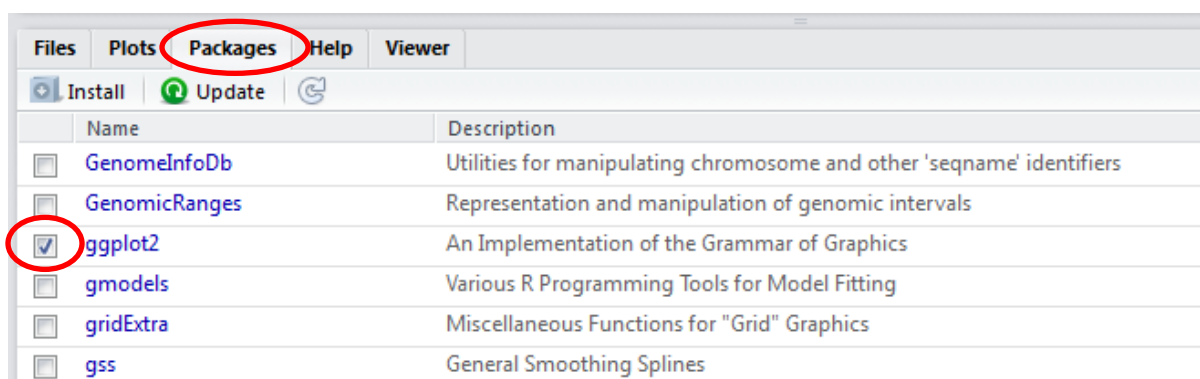 Files Plots Packages Help Viewer
Install Update
Name Description
GenomeInfoDb Utilities for manipulating chromosome and other 'seqname' identifiers
GenomicRanges Representation and manipulation of genomic intervals
ggplot2 An Implementation of the Grammar of Graphics
gmodels Various R Programming Tools for Model Fitting
gridExtra Miscellaneous Functions for "Grid" Graphics
gss General Smoothing Splines